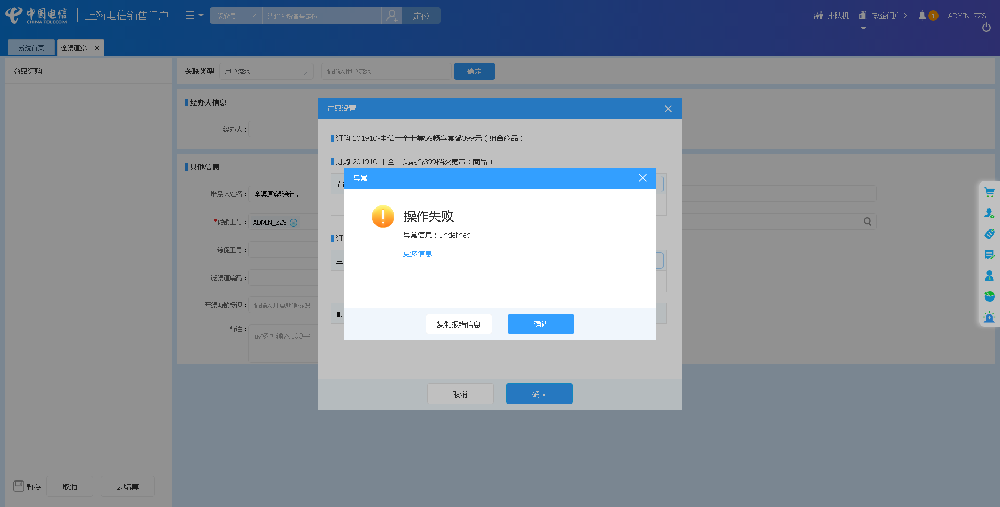 中国电信
CHINA TELECOM
上海电信销售门户
设备号
请输入设备号定位
定位
排队机
政企门户
1
ADMIN_ZZS
系统首页
全渠道穿...
商品订购
关联类型
甩单流水
请输入甩单流水
确定
经办人信息
经办人：
产品设置
订购 201910-电信十全十美5G畅享套餐399元（组合商品）
订购 201910-十全十美融合399档次宽带（商品）
其他信息
异常
*联系人姓名：
全渠道穿验新七
操作失败
*促销工号：
ADMIN_ZZS
异常信息：undefined
更多信息
综促工号：
主
泛渠道编码：
开渠助销标识：
请输入开渠助销标识
副
备注：
最多可输入100字
复制报错信息
确认
取消
确认
暂存
取消
去结算